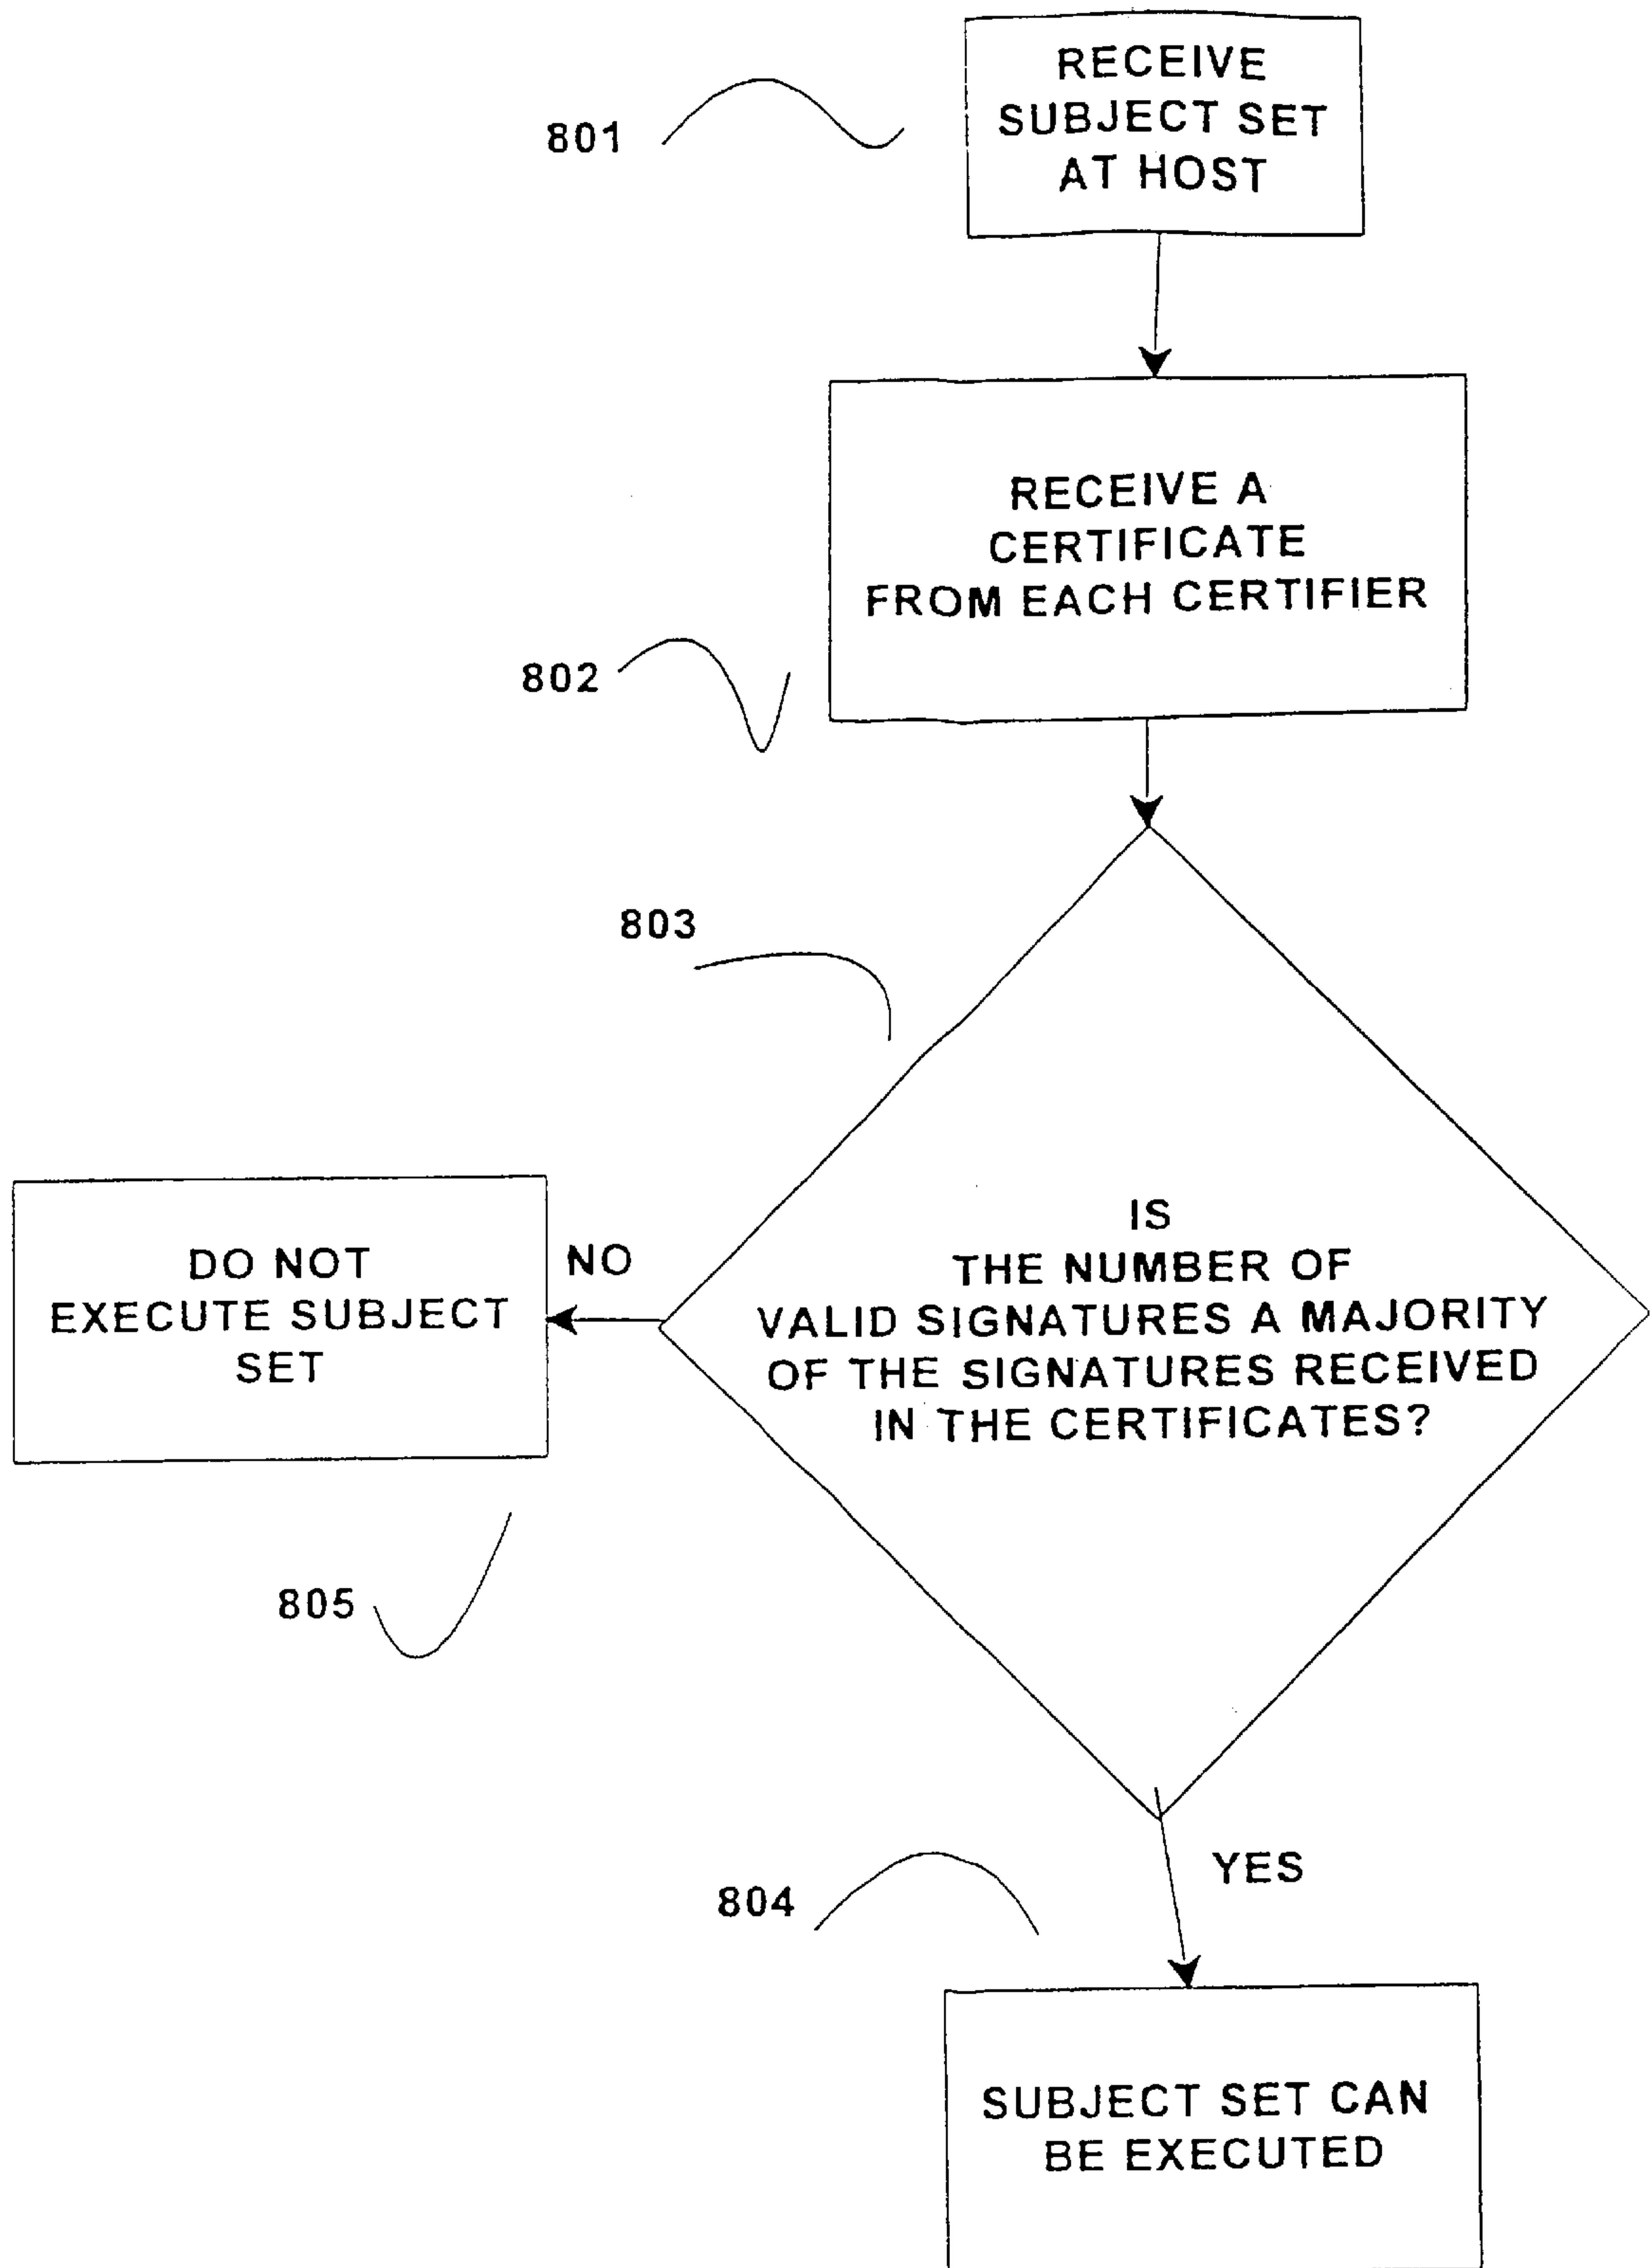 RECEIVE
SUBJECT SET
AT HOST
801
RECEIVE A
CERTIFICATE
FROM EACH CERTIFIER
802
803
IS
THE NUMBER OF
VALID SIGNATURES A MAJORITY
OF THE SIGNATURES RECEIVED
IN THE CERTIFICATES?
NO
DO NOT
EXECUTE SUBJECT
SET
805
YES
804
SUBJECT SET CAN
BE EXECUTED